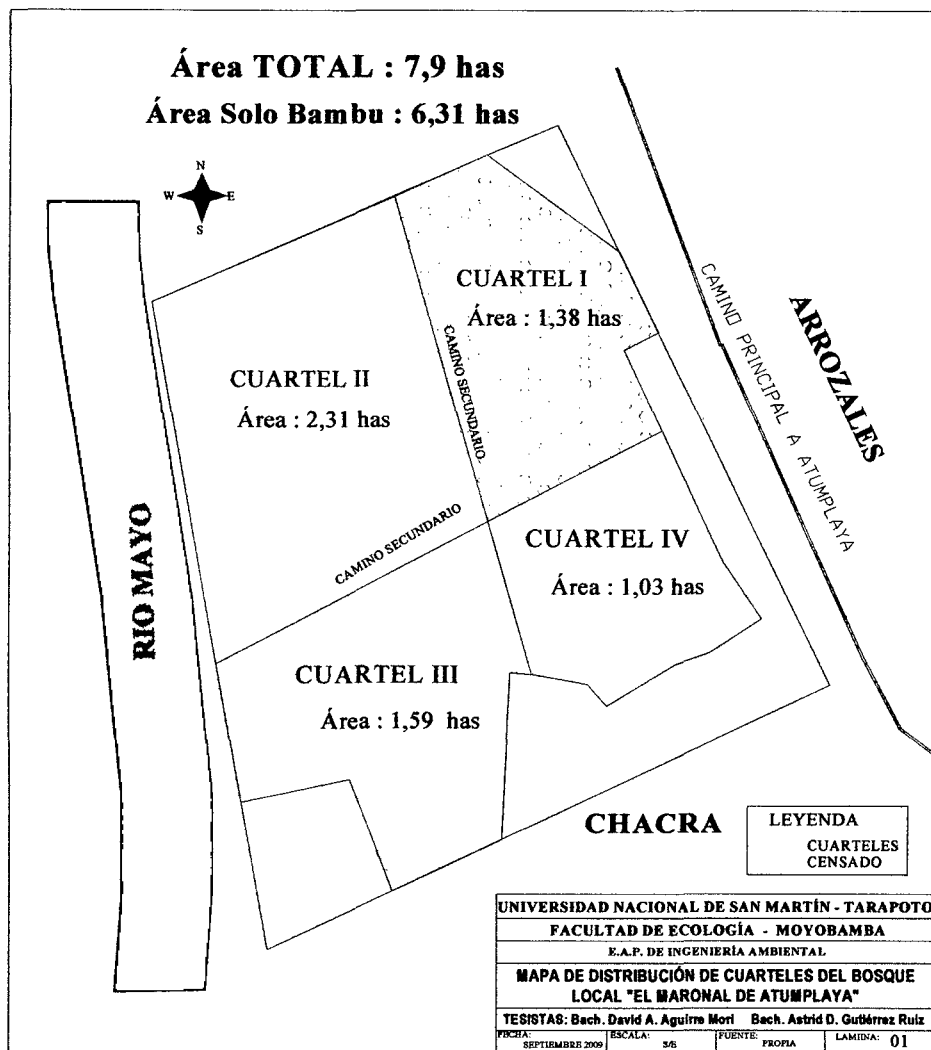 Área TOTAL : 7,9 has
Área Solo Bambu : 6,31 has
N
W E
S
CUARTEL I
Área : 1,38 has
CAMINO SECUNDARIO
CUARTEL II
Área : 2,31 has
CAMINO PRINCIPAL A ATUMPLAYA
ARROZALES
RIO MAYO
CAMINO SECUNDARIO
CUARTEL IV
Área : 1,03 has
CUARTEL III
Área : 1,59 has
CHACRA
LEYENDA
CUARTELES
CENSADO
UNIVERSIDAD NACIONAL DE SAN MARTÍN - TARAPOTO
FACULTAD DE ECOLOGÍA - MOYOBAMBA
E.A.P. DE INGENIERÍA AMBIENTAL
MAPA DE DISTRIBUCIÓN DE CUARTELES DEL BOSQUE
LOCAL "EL MARONAL DE ATUMPLAYA"
TESISTAS: Bach. David A. Aguirre Mori Bach. Astrid D. Gutiérrez Ruiz
FECHA: SEPTIEMBRE 2009 ESCALA: S/E FUENTE: PROPIA LAMINA: 01